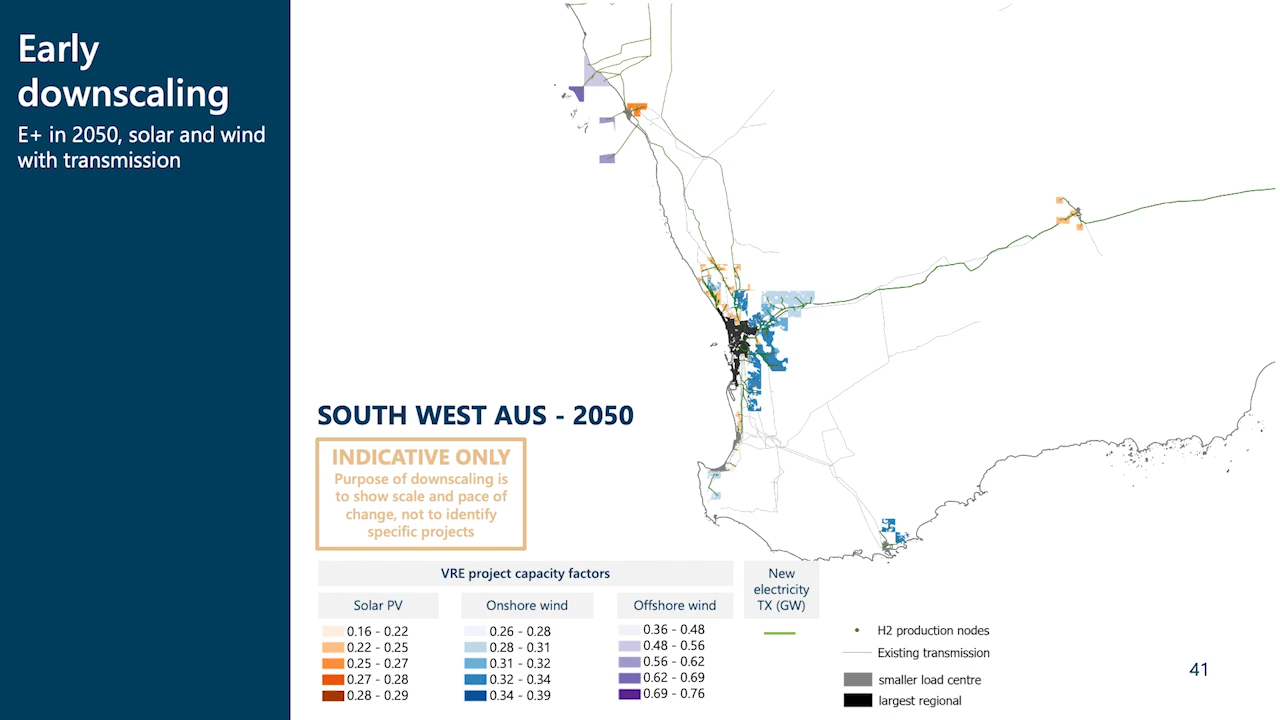 Early
downscaling
E+ in 2050, solar and wind
with transmission
SOUTH WEST AUS - 2050
INDICATIVE ONLY
Purpose of downscaling is
to show scale and pace of
change, not to identify
specific projects
VRE project capacity factors
Solar PV
0.16 - 0.22
0.22 - 0.25
0.25 - 0.27
0.27 - 0.28
0.28 - 0.29
Onshore wind
0.26 - 0.28
0.28 - 0.31
0.31 - 0.32
0.32 - 0.34
0.34 - 0.39
Offshore wind
0.36 - 0.48
0.48 - 0.56
0.56 - 0.62
0.62 - 0.69
0.69 - 0.76
New
electricity
TX (GW)
H2 production nodes
Existing transmission
smaller load centre
largest regional
41